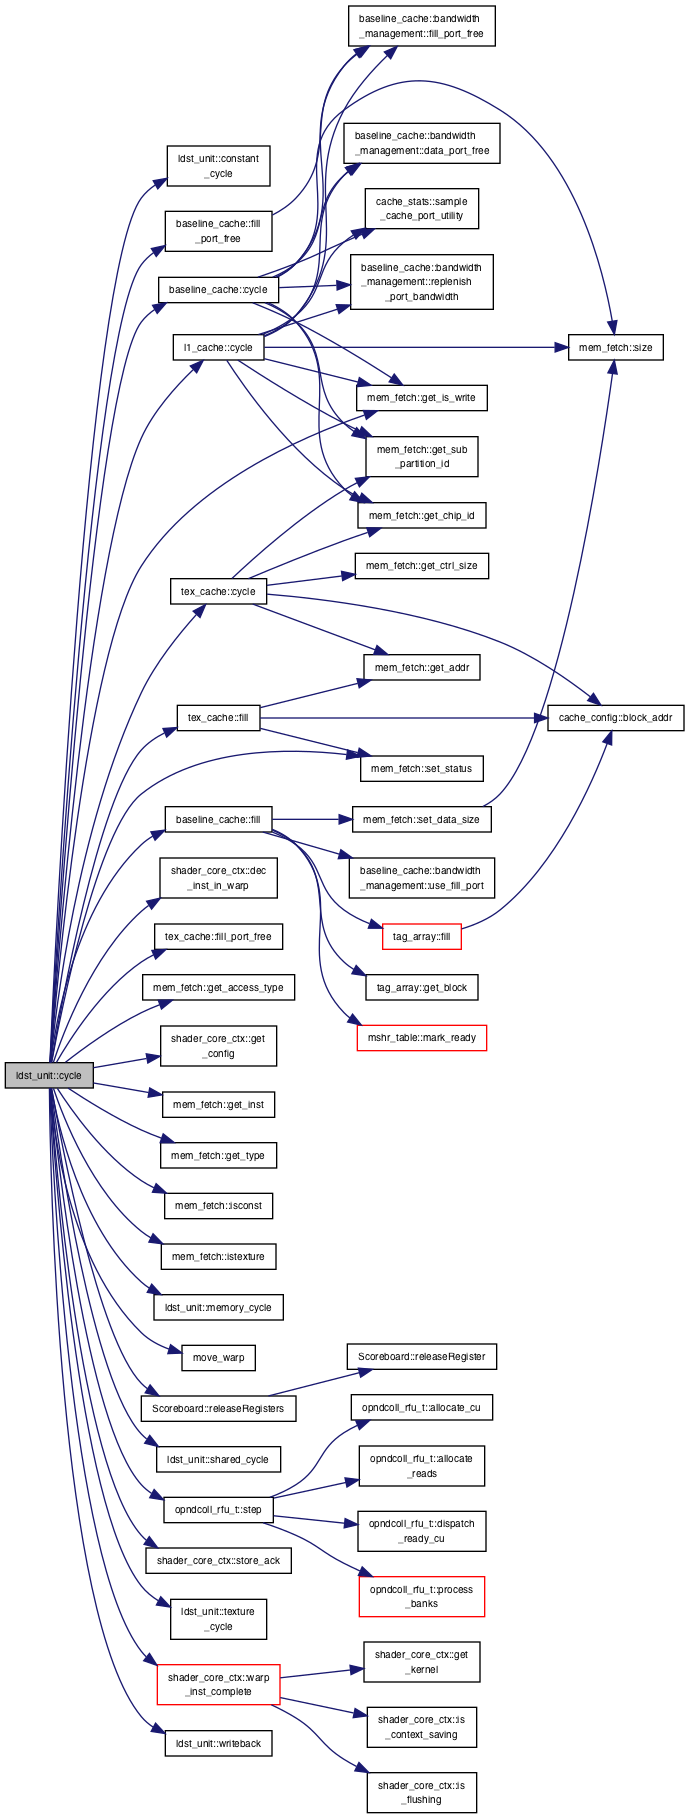 baseline_cache::bandwidth
_management::fill_port_free
baseline_cache::bandwidth
_management::data_port_free
ldst_unit::constant
_cycle
cache_stats::sample
_cache_port_utility
baseline_cache::fill
_port_free
baseline_cache::bandwidth
_management::replenish
_port_bandwidth
baseline_cache::cycle
l1_cache::cycle
mem_fetch::size
mem_fetch::get_is_write
mem_fetch::get_sub
_partition_id
mem_fetch::get_chip_id
mem_fetch::get_ctrl_size
tex_cache::cycle
mem_fetch::get_addr
tex_cache::fill
cache_config::block_addr
mem_fetch::set_status
baseline_cache::fill
mem_fetch::set_data_size
shader_core_ctx::dec
_inst_in_warp
baseline_cache::bandwidth
_management::use_fill_port
tex_cache::fill_port_free
tag_array::fill
mem_fetch::get_access_type
tag_array::get_block
shader_core_ctx::get
_config
mshr_table::mark_ready
ldst_unit::cycle
mem_fetch::get_inst
mem_fetch::get_type
mem_fetch::isconst
mem_fetch::istexture
ldst_unit::memory_cycle
move_warp
Scoreboard::releaseRegister
Scoreboard::releaseRegisters
opndcoll_rfu_t::allocate_cu
ldst_unit::shared_cycle
opndcoll_rfu_t::allocate
_reads
opndcoll_rfu_t::step
opndcoll_rfu_t::dispatch
_ready_cu
shader_core_ctx::store_ack
opndcoll_rfu_t::process
_banks
ldst_unit::texture
_cycle
shader_core_ctx::get
_kernel
shader_core_ctx::warp
_inst_complete
shader_core_ctx::is
_context_saving
ldst_unit::writeback
shader_core_ctx::is
_flushing